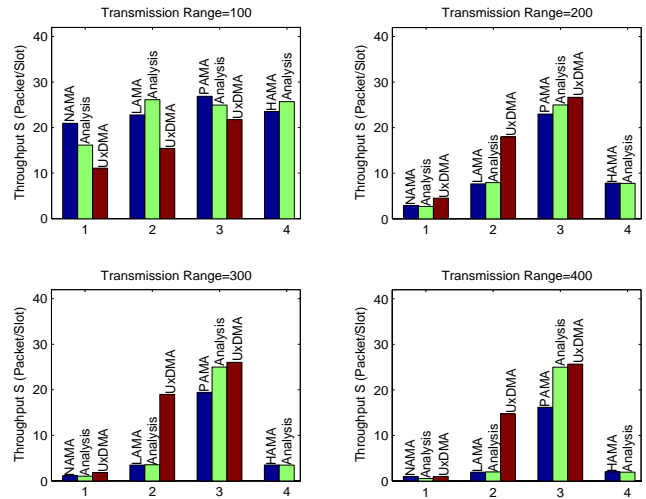 Transmission Range=100
Throughput S (Packet/Slot)
40
30
20
10
0
NAMA
Analysis
UxDMA
LAMA
Analysis
UxDMA
PAMA
Analysis
UxDMA
HAMA
Analysis
1
2
3
4
Transmission Range=200
Throughput S (Packet/Slot)
40
30
20
10
0
NAMA
Analysis
UxDMA
LAMA
Analysis
UxDMA
PAMA
Analysis
UxDMA
HAMA
Analysis
1
2
3
4
Transmission Range=300
Throughput S (Packet/Slot)
40
30
20
10
0
NAMA
Analysis
UxDMA
LAMA
Analysis
UxDMA
PAMA
Analysis
UxDMA
HAMA
Analysis
1
2
3
4
Transmission Range=400
Throughput S (Packet/Slot)
40
30
20
10
0
NAMA
Analysis
UxDMA
LAMA
Analysis
UxDMA
PAMA
Analysis
UxDMA
HAMA
Analysis
1
2
3
4